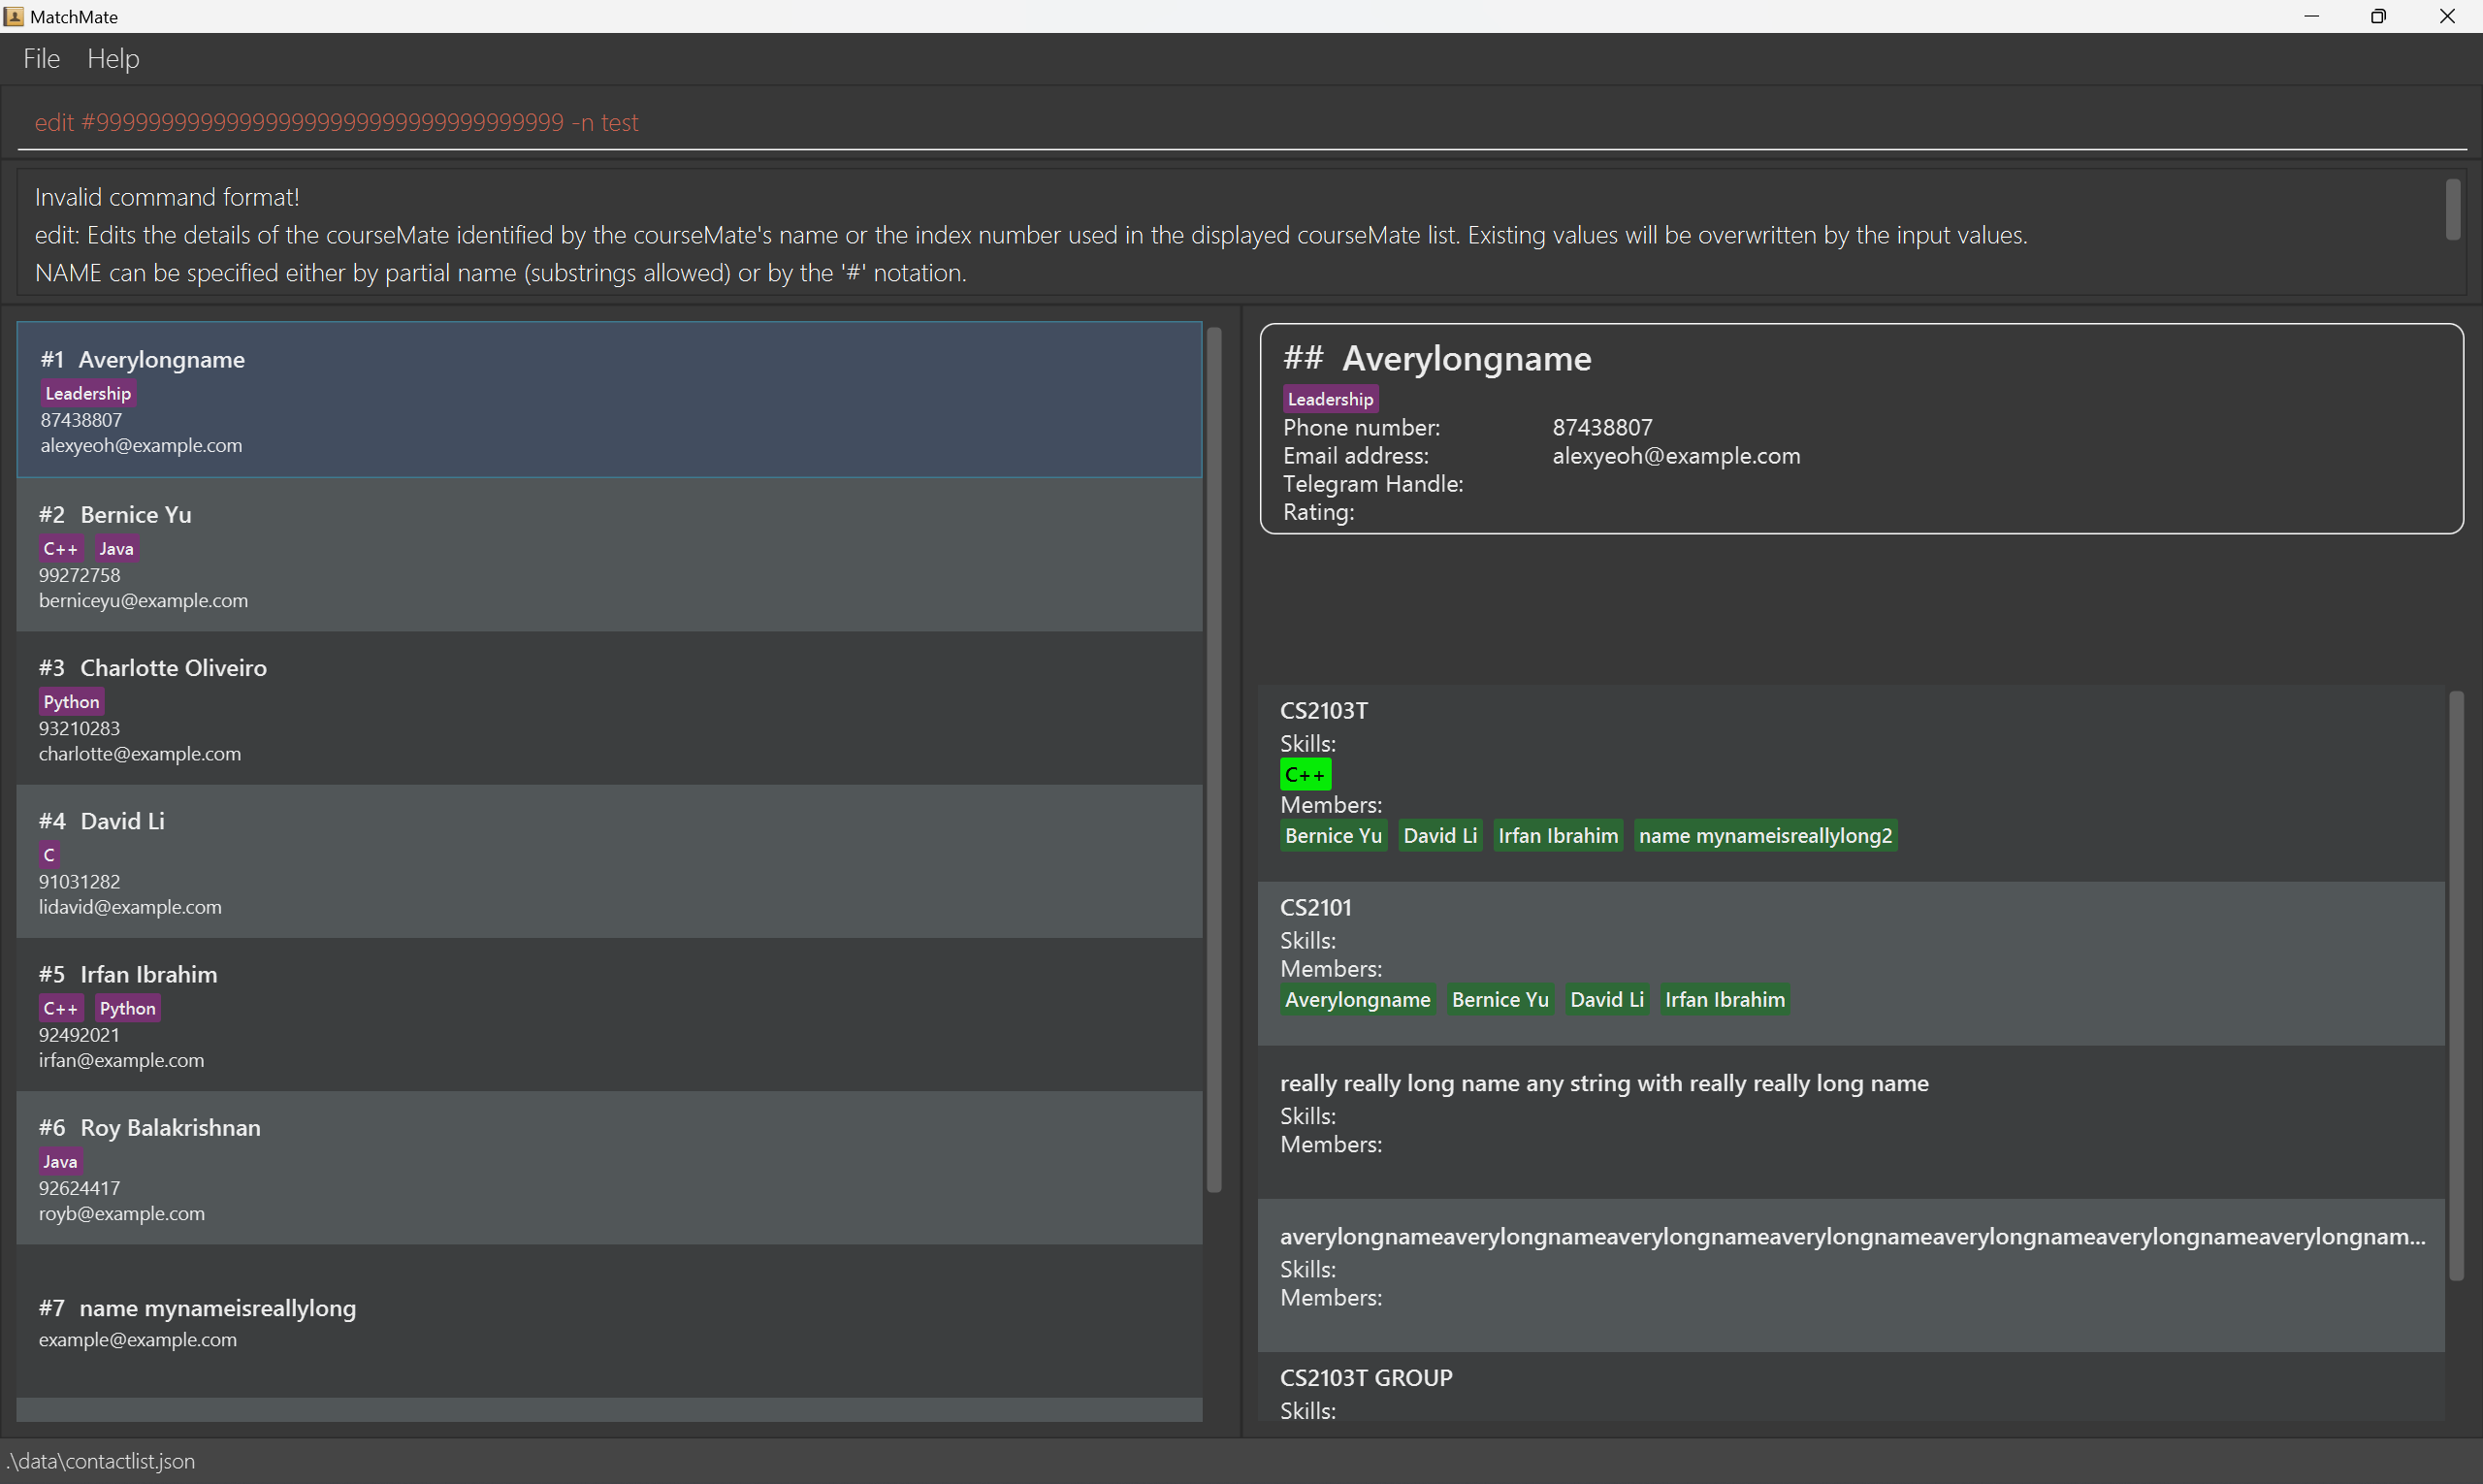 MatchMate
File Help
edit #999999999999999999999999999999999999 -n test
Invalid command format!
edit: Edits the details of the courseMate identified by the courseMate's name or the index number used in the displayed courseMate list. Existing values will be overwritten by the input values.
NAME can be specified either by partial name (substrings allowed) or by the '#' notation.
#1 Averylongname
Leadership
87438807
alexyeoh@example.com
#2 Bernice Yu
C++ Java
99272758
berniceyu@example.com
#3 Charlotte Oliveiro
Python
93210283
charlotte@example.com
#4 David Li
C
91031282
lidavid@example.com
#5 Irfan Ibrahim
C++ Python
92492021
irfan@example.com
#6 Roy Balakrishnan
Java
92624417
royb@example.com
#7 name mynameisreallylong
example@example.com
## Averylongname
Leadership
Phone number: 87438807
Email address: alexyeoh@example.com
Telegram Handle:
Rating:
CS2103T
Skills:
C++
Members:
Bernice Yu David Li Irfan Ibrahim name mynameisreallylong2
CS2101
Skills:
Members:
Averylongname Bernice Yu David Li Irfan Ibrahim
really really long name any string with really really long name
Skills:
Members:
averylongnameaverylongnameaverylongnameaverylongnameaverylongnameaverylongnameaverylongnam...
Skills:
Members:
CS2103T GROUP
Skills:
.\data\contactlist.json